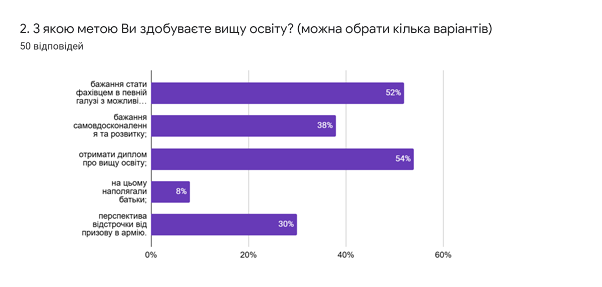 2. З якою метою Ви здобуваєте вищу освіту? (можна обрати кілька варіантів)
50 відповідей
бажання стати
фахівцем в певній
галузі з можливі…
52%
бажання
самовдосконаленн
я та розвитку;
38%
отримати диплом
про вищу освіту;
54%
на цьому
наполягали
батьки;
8%
перспектива
відстрочки від
призову в армію.
30%
0%
20%
40%
60%